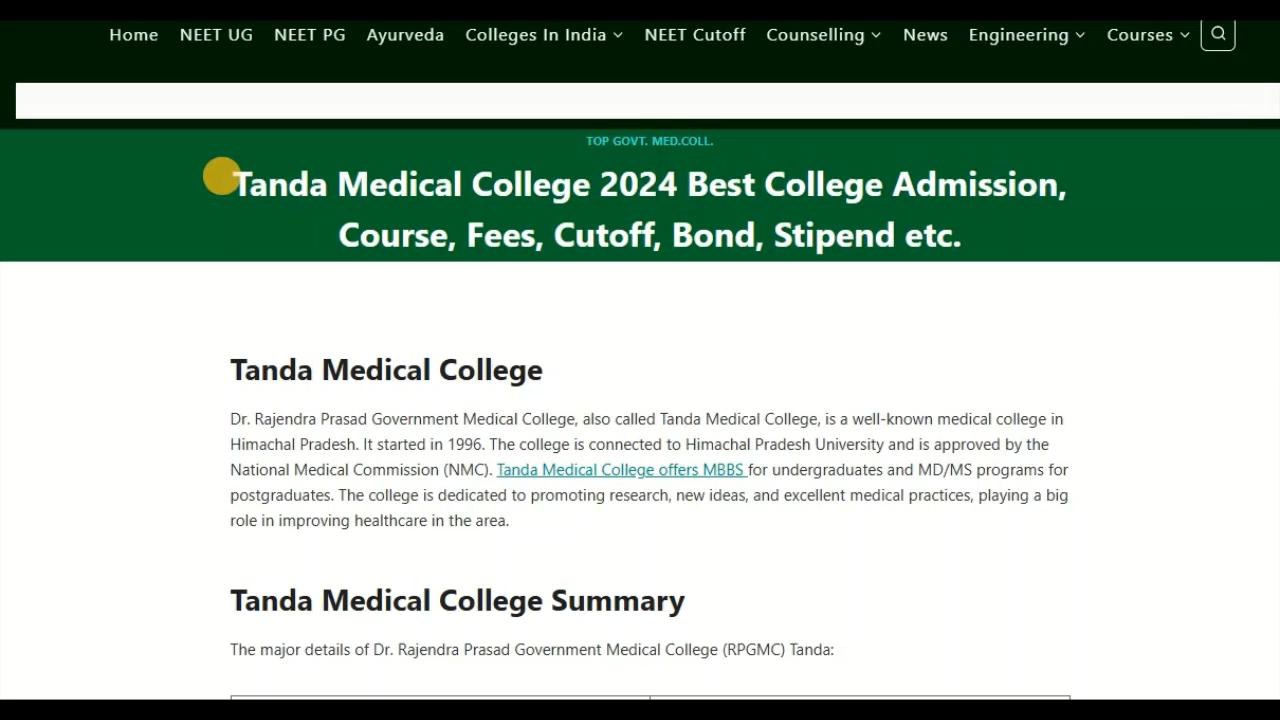 Home NEET UG NEET PG Ayurveda Colleges In India NEET Cutoff Counselling News Engineering Courses
TOP GOVT. MED.COLL.
Tanda Medical College 2024 Best College Admission,
Course, Fees, Cutoff, Bond, Stipend etc.
Tanda Medical College
Dr. Rajendra Prasad Government Medical College, also called Tanda Medical College, is a well-known medical college in
Himachal Pradesh. It started in 1996. The college is connected to Himachal Pradesh University and is approved by the
National Medical Commission (NMC). Tanda Medical College offers MBBS for undergraduates and MD/MS programs for
postgraduates. The college is dedicated to promoting research, new ideas, and excellent medical practices, playing a big
role in improving healthcare in the area.
Tanda Medical College Summary
The major details of Dr. Rajendra Prasad Government Medical College (RPGMC) Tanda: